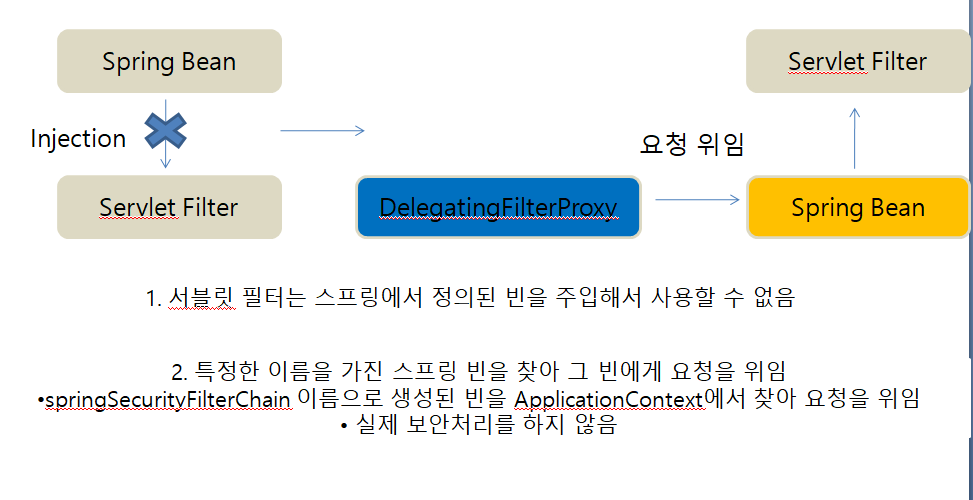 Spring Bean
Servlet Filter
Injection
요청 위임
Servlet Filter
DelegatingFilterProxy
Spring Bean
1. 서블릿 필터는 스프링에서 정의된 빈을 주입해서 사용할 수 없음
2. 특정한 이름을 가진 스프링 빈을 찾아 그 빈에게 요청을 위임
•springSecurityFilterChain 이름으로 생성된 빈을 ApplicationContext에서 찾아 요청을 위임
• 실제 보안처리를 하지 않음